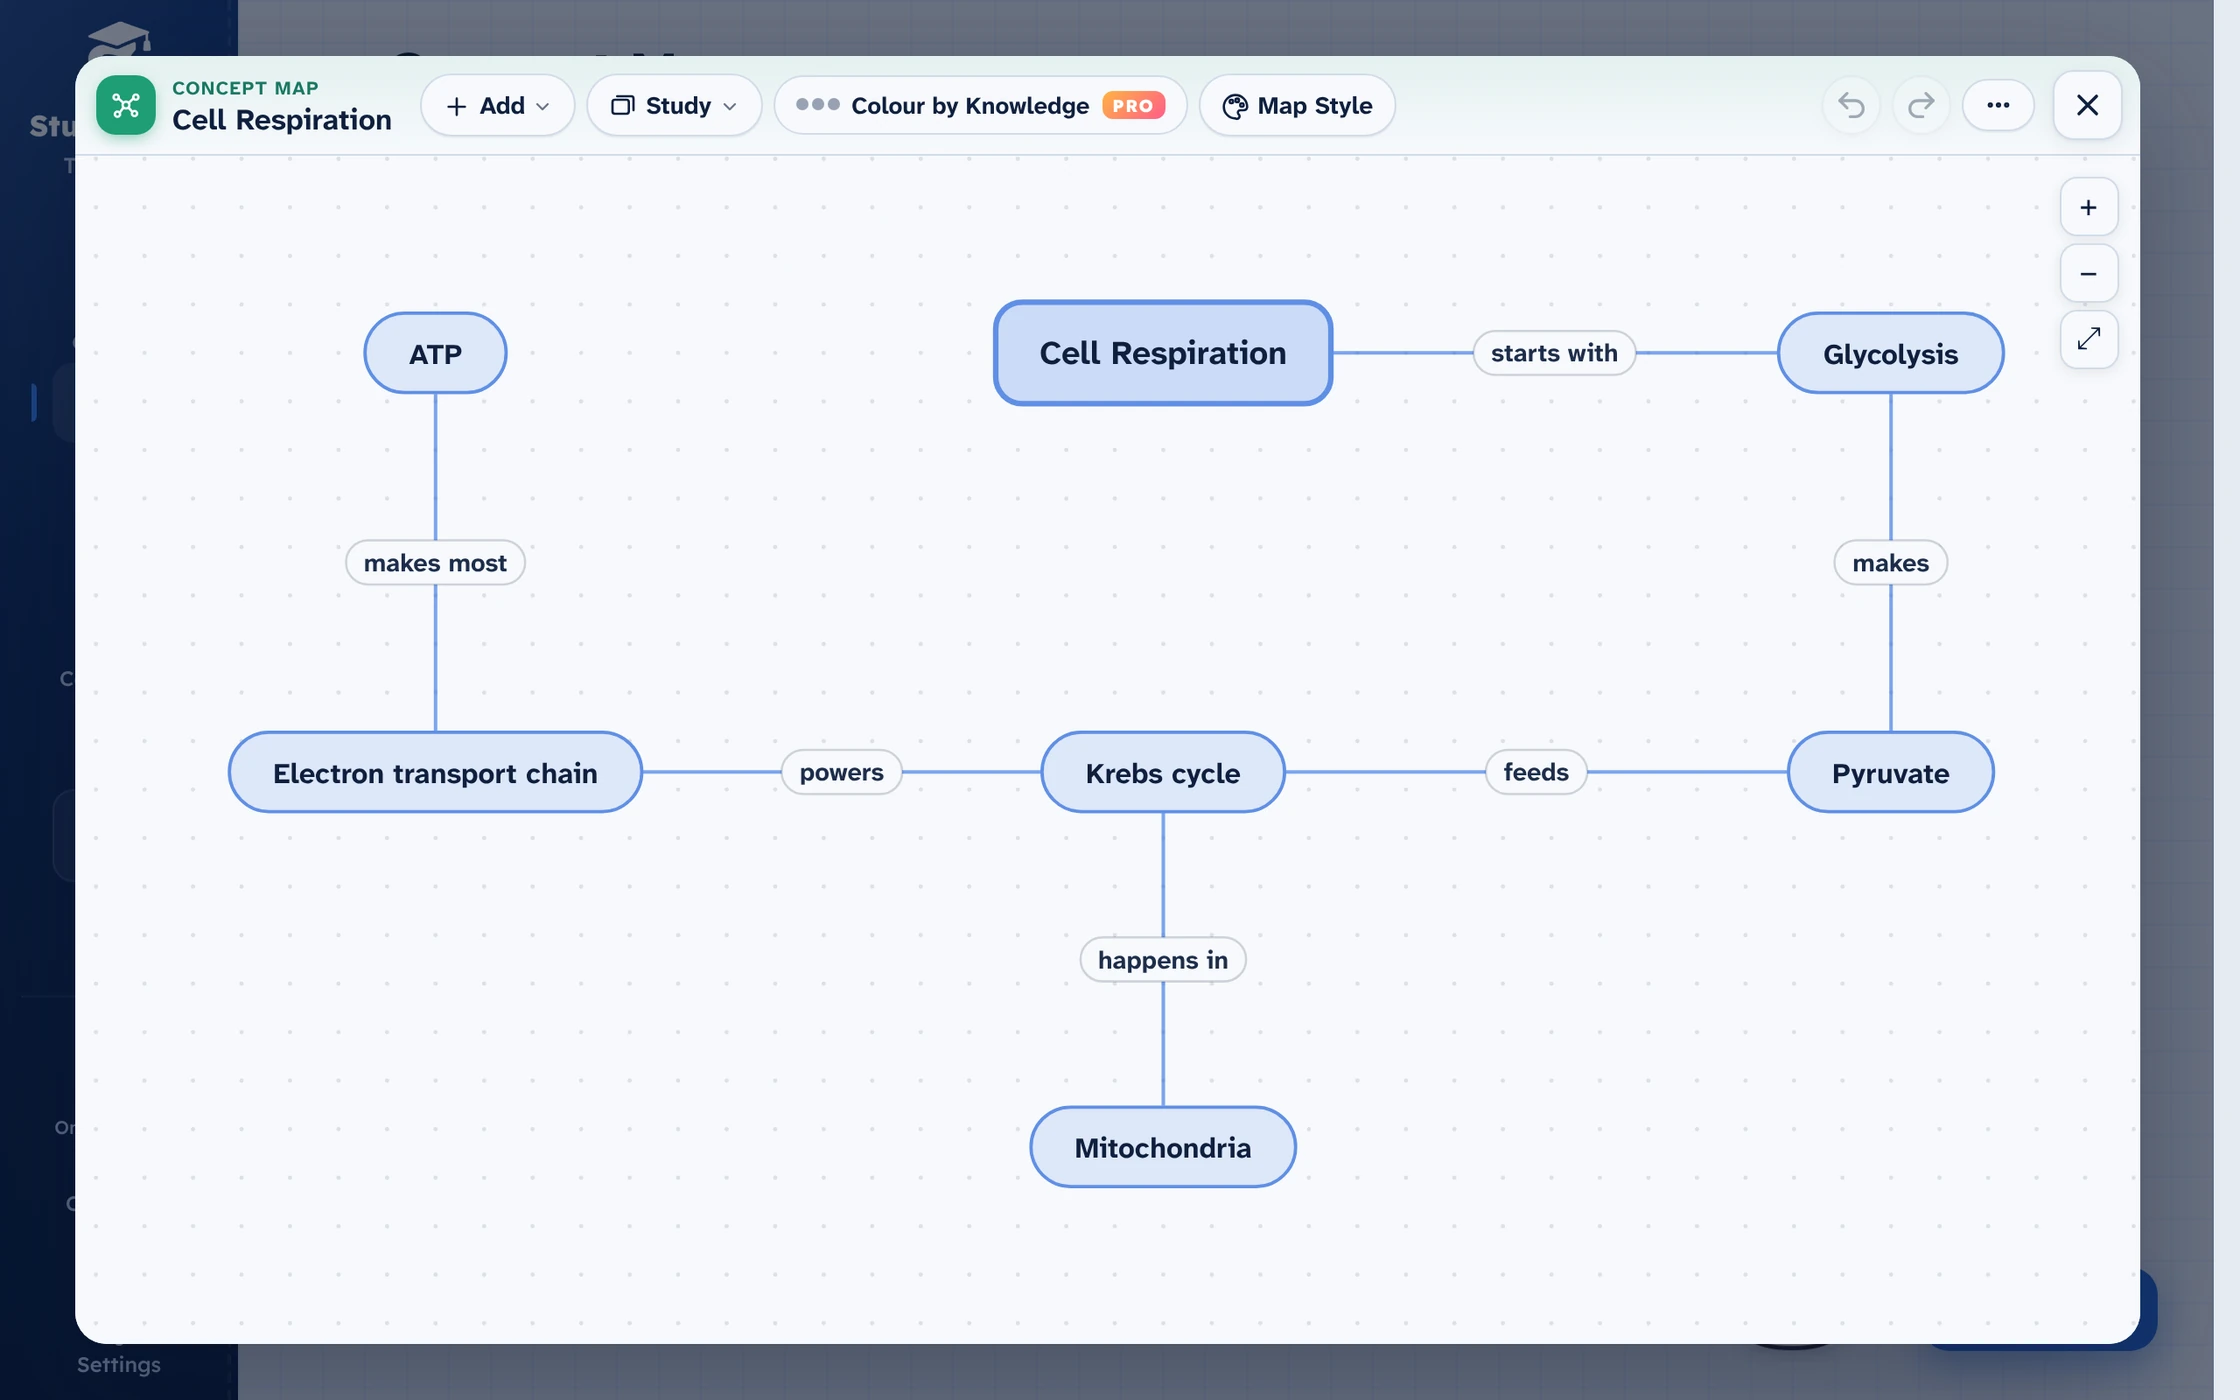 CONCEPT MAP
Cell Respiration
Add
Study
Colour by Knowledge PRO
Map Style
ATP
Cell Respiration
starts with
Glycolysis
makes most
makes
Electron transport chain
powers
Krebs cycle
feeds
Pyruvate
happens in
Mitochondria
Settings